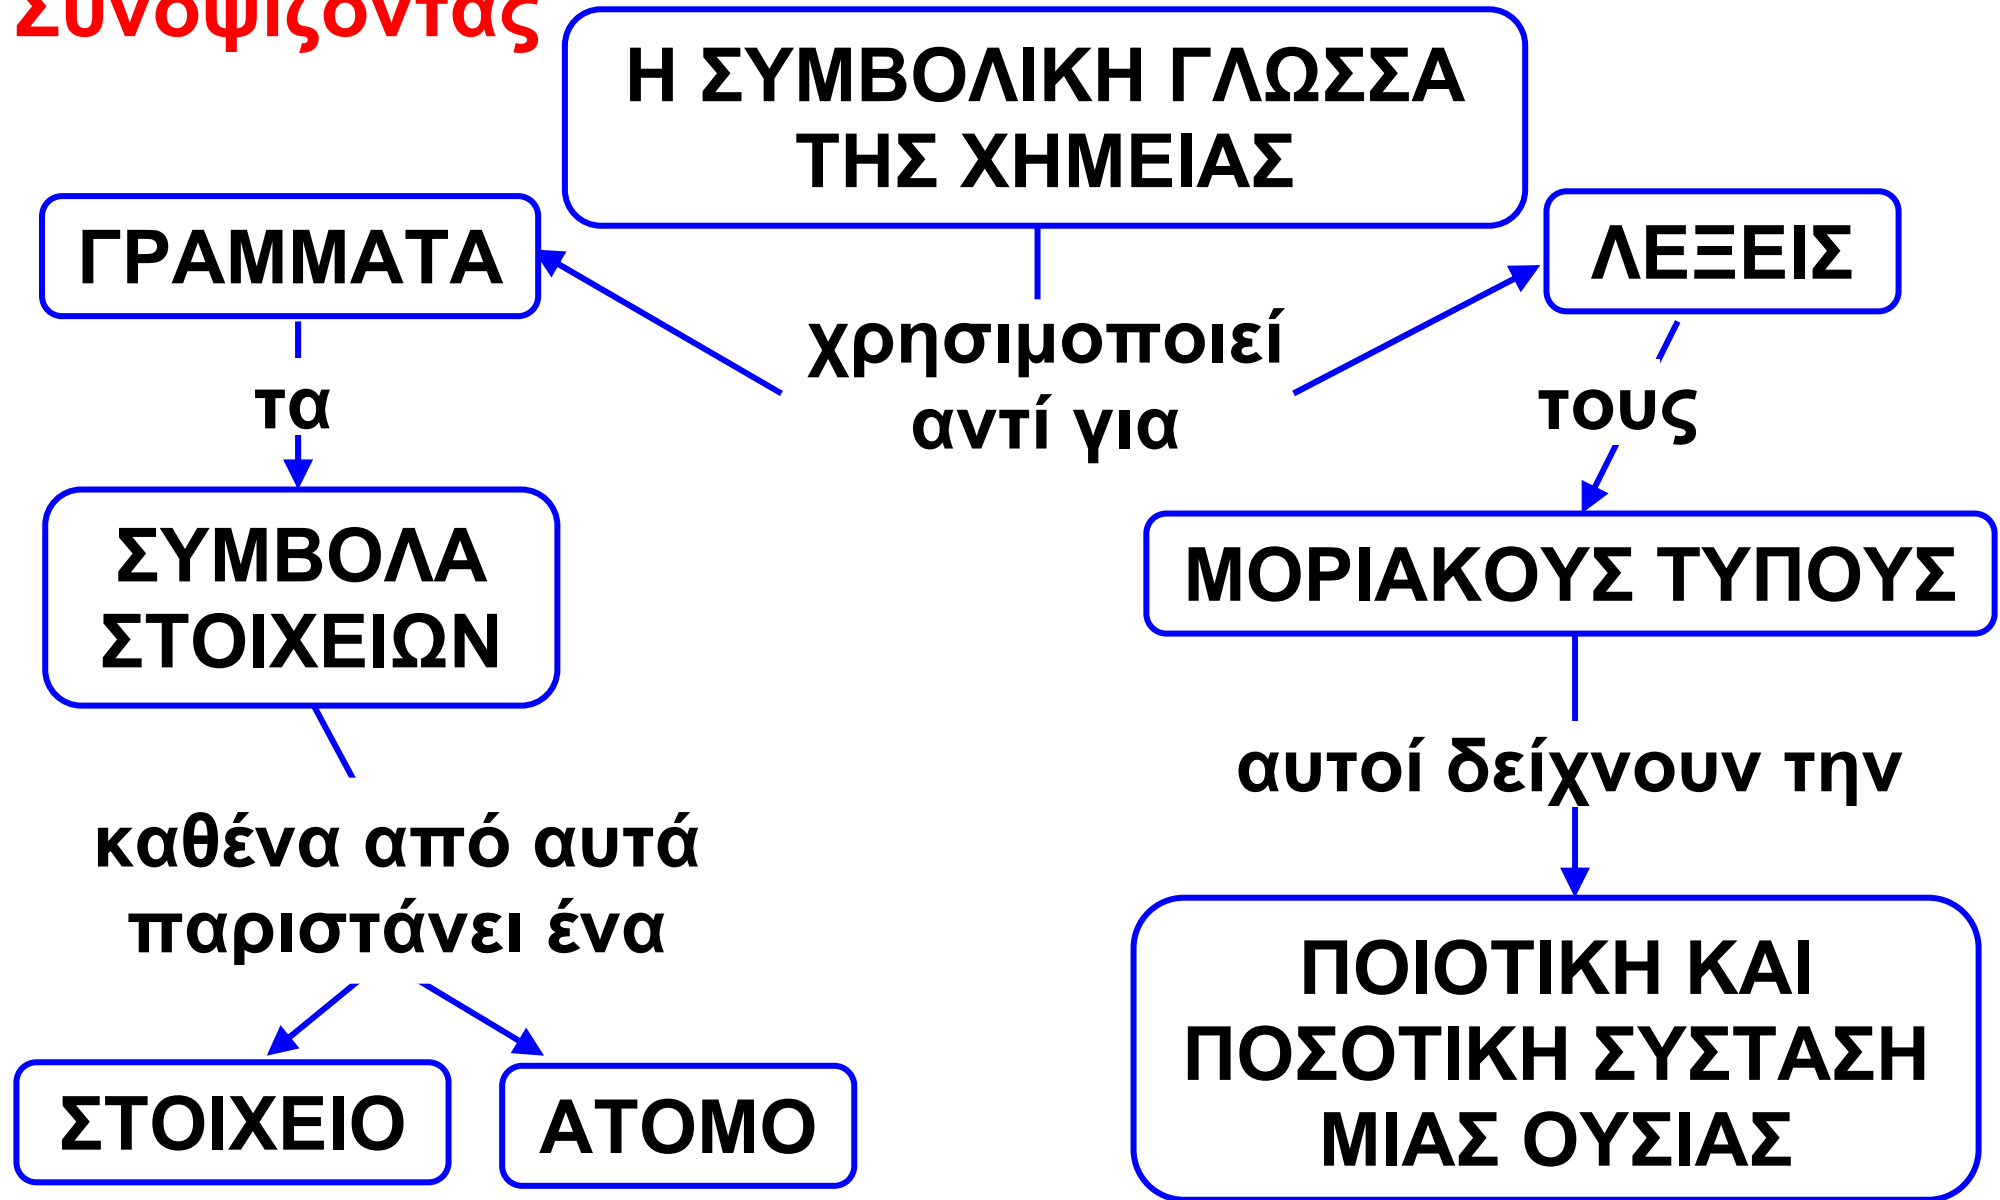 Συνοψίζοντας
Η ΣΥΜΒΟΛΙΚΗ ΓΛΩΣΣΑ
ΤΗΣ ΧΗΜΕΙΑΣ
χρησιμοποιεί
αντί για
ΓΡΑΜΜΑΤΑ
τα
ΣΥΜΒΟΛΑ
ΣΤΟΙΧΕΙΩΝ
καθένα από αυτά
παριστάνει ένα
ΣΤΟΙΧΕΙΟ
ΑΤΟΜΟ
ΛΕΞΕΙΣ
τους
ΜΟΡΙΑΚΟΥΣ ΤΥΠΟΥΣ
αυτοί δείχνουν την
ΠΟΙΟΤΙΚΗ ΚΑΙ
ΠΟΣΟΤΙΚΗ ΣΥΣΤΑΣΗ
ΜΙΑΣ ΟΥΣΙΑΣ